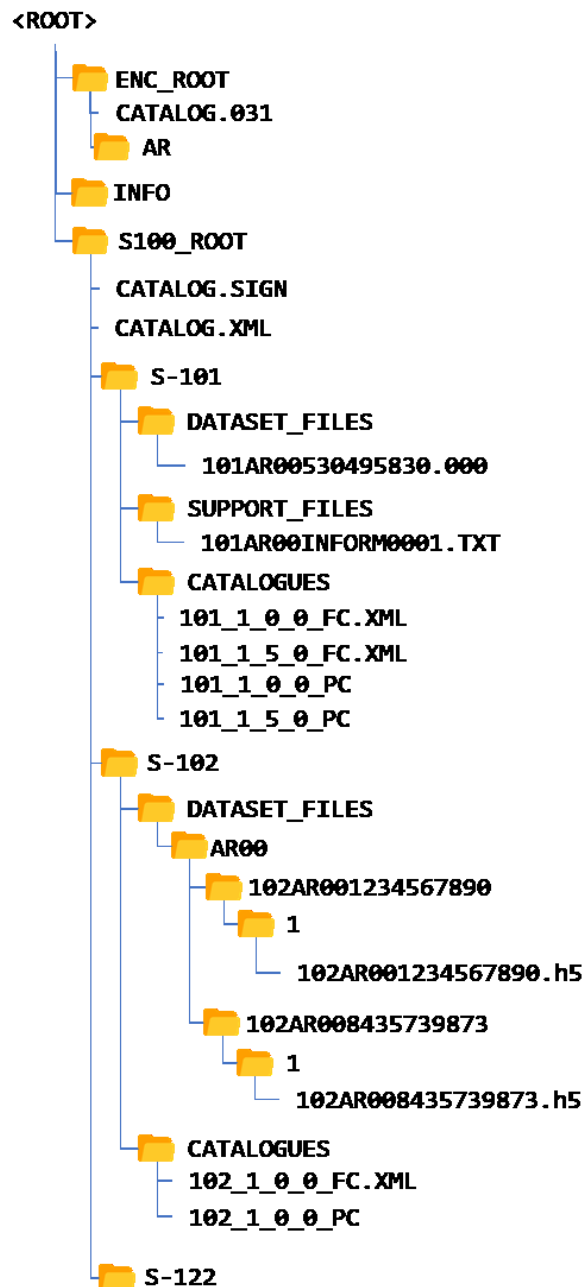 <ROOT>
ENC_ROOT
CATALOG.031
AR
INFO
S100_ROOT
CATALOG.SIGN
CATALOG.XML
S-101
DATASET_FILES
101AR00530495830.000
SUPPORT_FILES
101AR00INFORM0001.TXT
CATALOGUES
101_1_0_0_FC.XML
101_1_5_0_FC.XML
101_1_0_0_PC
101_1_5_0_PC
S-102
DATASET_FILES
AR00
102AR001234567890
1
102AR001234567890.h5
102AR008435739873
1
102AR008435739873.h5
CATALOGUES
102_1_0_0_FC.XML
102_1_0_0_PC
S-122